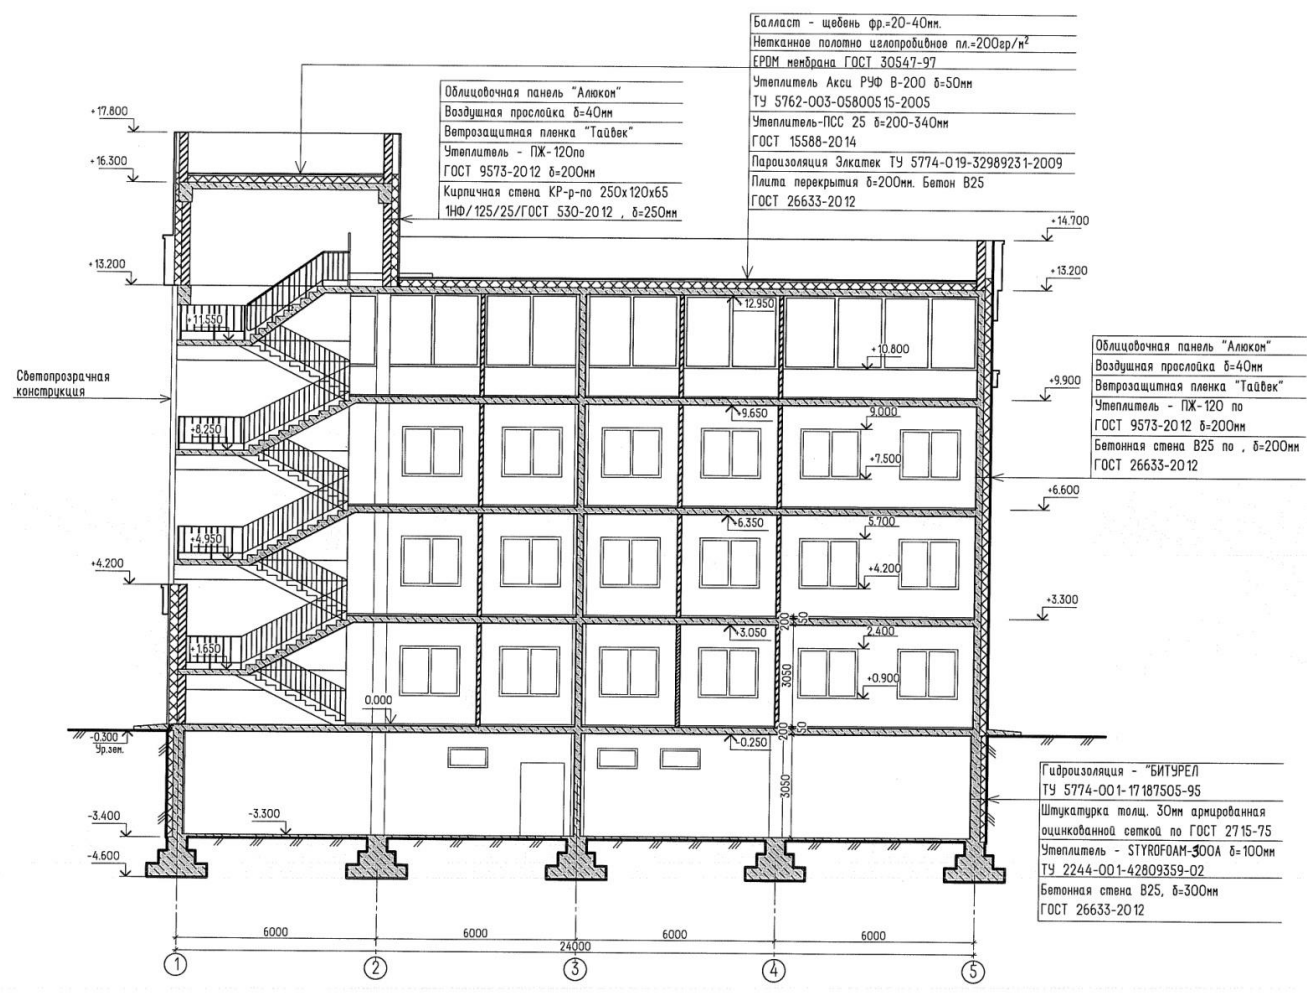 Балласт - щебень фр.=20-40мм.
Нетканное полотно иглопробивное пл.=200гр/м²
EPDM мембрана ГОСТ 30547-97
Утеплитель Акси РУФ В-200 δ=50мм
ТУ 5762-003-05800515-2005
Утеплитель-ПСС 25 δ=200-340мм
ГОСТ 15588-2014
Пароизоляция Элкатек ТУ 5774-019-32989231-2009
Плита перекрытия δ=200мм. Бетон В25
ГОСТ 26633-2012
Облицовочная панель "Алюком"
Воздушная прослойка δ=40мм
Ветрозащитная пленка "Тайвек"
Утеплитель - ПЖ-120по
ГОСТ 9573-2012 δ=200мм
Кирпичная стена КР-р-по 250х120х65
1НФ/125/25/ГОСТ 530-2012 , δ=250мм
+17.800
+16.300
+14.700
+13.200
+13.200
12.950
+11.550
+10.800
Облицовочная панель "Алюком"
Воздушная прослойка δ=40мм
Ветрозащитная пленка "Тайвек"
Утеплитель - ПЖ-120 по
ГОСТ 9573-2012 δ=200мм
Бетонная стена В25 по , δ=200мм
ГОСТ 26633-2012
Светопрозрачная
конструкция
+9.900
+9.650
9.000
+8.250
+7.500
+6.600
+6.350
5.700
+4.950
+4.200
+4.200
+3.300
200
50
+3.050
2.400
+1.650
3050
+0.900
0.000
-0.300
Ур.зем.
-0.250
200
50
3050
Гидроизоляция - "БИТУРЕЛ
ТУ 5774-001-17187505-95
Штукатурка толщ. 30мм армированная
оцинкованной сеткой по ГОСТ 2715-75
Утеплитель - STYROFOAM-300А δ=100мм
ТУ 2244-001-42809359-02
Бетонная стена В25, δ=300мм
ГОСТ 26633-2012
-3.400
-3.300
-4.600
6000
6000
6000
6000
24000
1
2
3
4
5